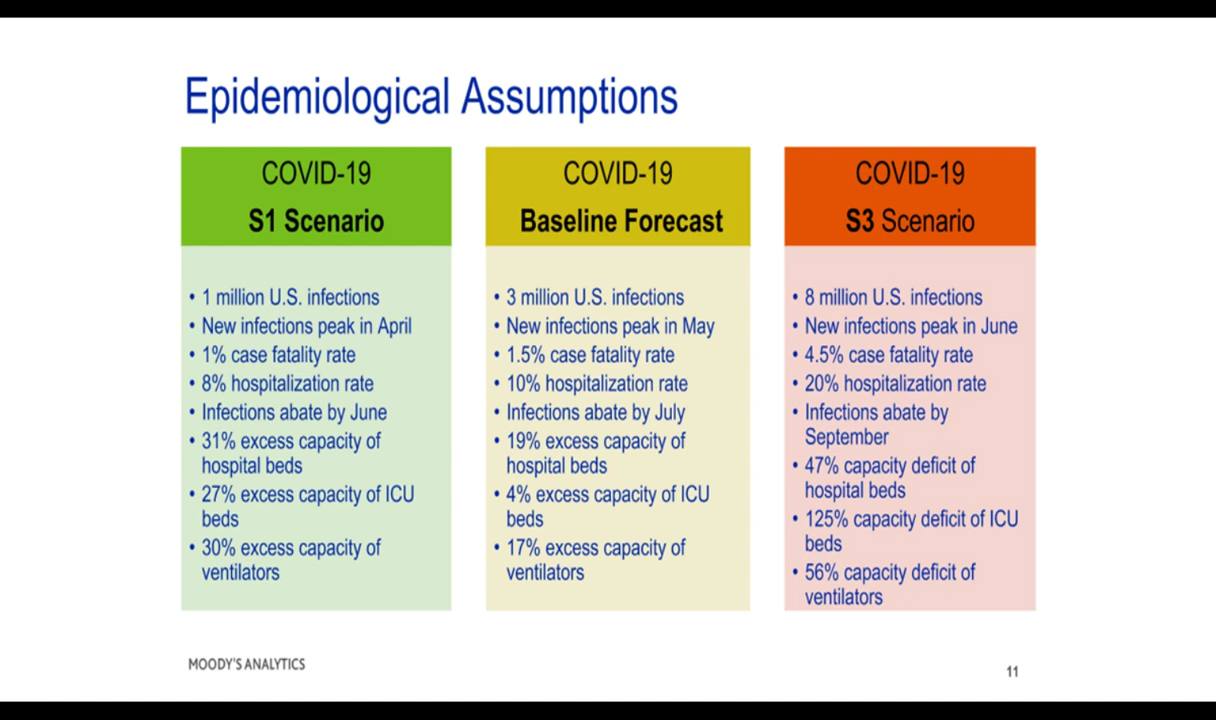 Epidemiological Assumptions
COVID-19
S1 Scenario
• 1 million U.S. infections
• New infections peak in April
• 1% case fatality rate
• 8% hospitalization rate
• Infections abate by June
• 31% excess capacity of
hospital beds
• 27% excess capacity of ICU
beds
• 30% excess capacity of
ventilators
COVID-19
Baseline Forecast
• 3 million U.S. infections
• New infections peak in May
• 1.5% case fatality rate
• 10% hospitalization rate
• Infections abate by July
• 19% excess capacity of
hospital beds
• 4% excess capacity of ICU
beds
• 17% excess capacity of
ventilators
COVID-19
S3 Scenario
• 8 million U.S. infections
• New infections peak in June
• 4.5% case fatality rate
• 20% hospitalization rate
• Infections abate by
September
• 47% capacity deficit of
hospital beds
• 125% capacity deficit of ICU
beds
• 56% capacity deficit of
ventilators
MOODY'S ANALYTICS
11